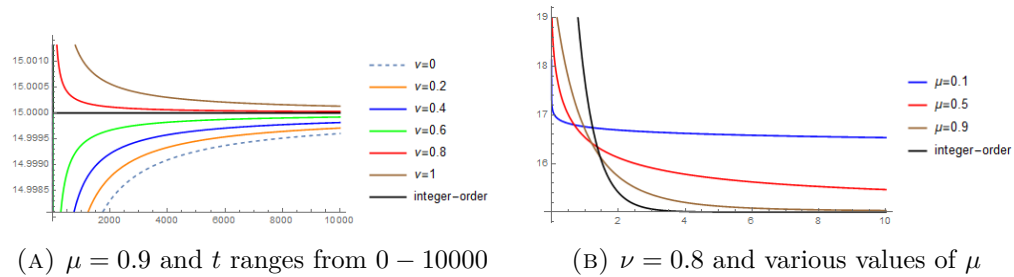 15.0010
15.0005
15.0000
14.9995
14.9990
14.9985
2000
4000
6000
8000
10000
ν=0
ν=0.2
ν=0.4
ν=0.6
ν=0.8
ν=1
integer-order
19
18
17
16
2
4
6
8
10
μ=0.1
μ=0.5
μ=0.9
integer-order
(A) μ = 0.9 and t ranges from 0 − 10000
(B) ν = 0.8 and various values of μ